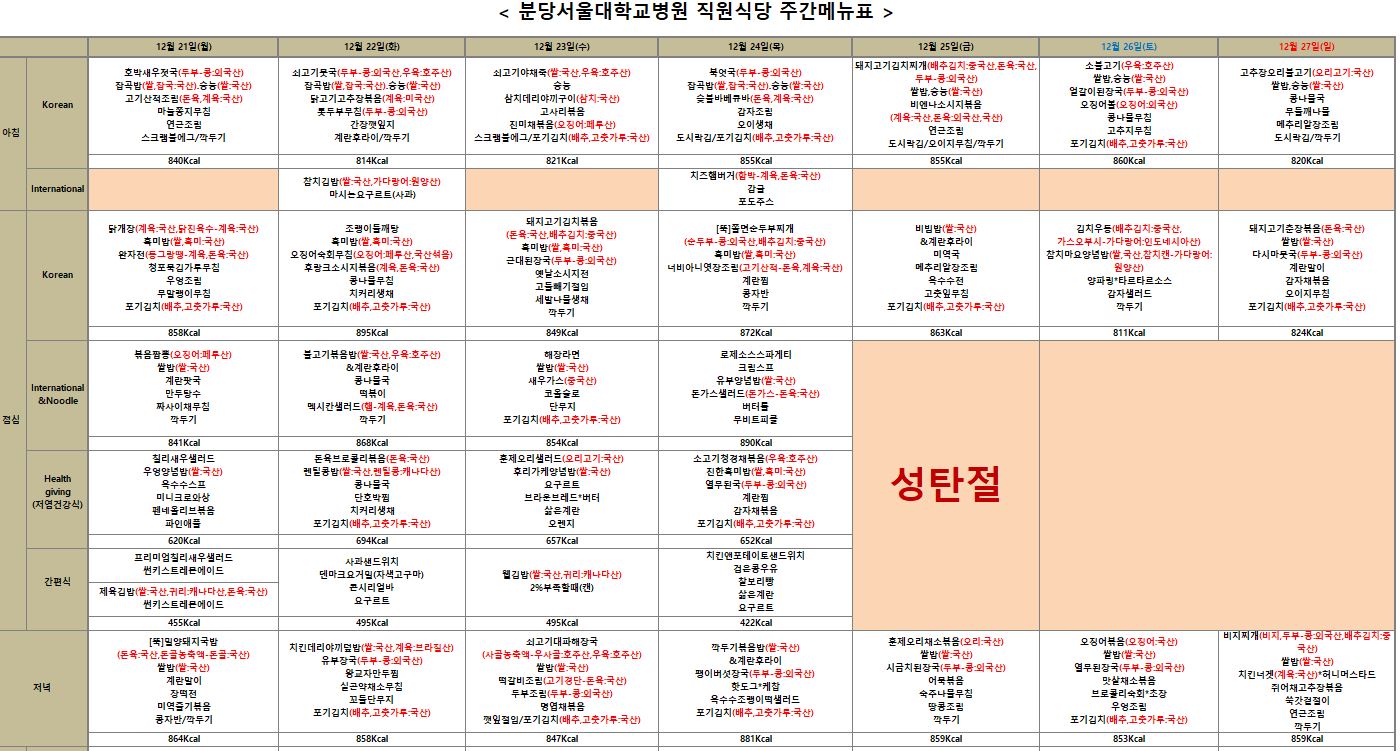 < 분당서울대학교병원 직원식당 주간메뉴표 >
12월 21일(월)
12월 22일(화)
12월 23일(수)
12월 24일(목)
12월 25일(금)
12월 26일(토)
12월 27일(일)
아침
Korean
호박새우젓국(두부-콩:외국산)
잡곡밥(쌀,잡곡:국산).숭늉(쌀:국산)
고기산적조림(돈육,계육:국산)
마늘쫑지무침
연근조림
스크램블에그/깍두기
840Kcal
쇠고기뭇국(두부-콩:외국산,우육:호주산)
잡곡밥(쌀,잡곡:국산).숭늉(쌀:국산)
닭고기고추장볶음(계육:미국산)
톳두부무침(두부-콩:외국산)
간장깻잎지
계란후라이/깍두기
814Kcal
쇠고기야채죽(쌀:국산,우육:호주산)
숭늉
삼치데리야끼구이(삼치:국산)
고사리볶음
진미채볶음(오징어:페루산)
스크램블에그/포기김치(배추,고춧가루:국산)
821Kcal
북엇국(두부-콩:외국산)
잡곡밥(쌀,잡곡:국산).숭늉(쌀:국산)
숯불바베큐바(돈육,계육:국산)
감자조림
오이생채
도시락김/포기김치(배추,고춧가루:국산)
855Kcal
돼지고기김치찌개(배추김치:중국산,돈육:국산,
두부-콩:외국산)
쌀밥,숭늉(쌀:국산)
비엔나소시지볶음
(계육:국산,돈육:외국산,국산)
연근조림
도시락김/오이지무침/깍두기
855Kcal
소불고기(우육:호주산)
쌀밥,숭늉(쌀:국산)
얼갈이된장국(두부-콩:외국산)
오징어볼(오징어:외국산)
콩나물무침
고추지무침
포기김치(배추,고춧가루:국산)
860Kcal
고추장오리불고기(오리고기:국산)
쌀밥,숭늉(쌀:국산)
콩나물국
무들깨나물
메추리알장조림
도시락김/깍두기
820Kcal
International
참치김밥(쌀:국산,가다랑어:원양산)
마시는요구르트(사과)
치즈햄버거(함박-계육,돈육:국산)
감귤
포도주스
점심
Korean
닭개장(계육:국산,닭진육수-계육:국산)
흑미밥(쌀,흑미:국산)
완자전(동그랑땡-계육,돈육:국산)
청포묵김가루무침
우엉조림
무말랭이무침
포기김치(배추,고춧가루:국산)
858Kcal
조랭이들깨탕
흑미밥(쌀,흑미:국산)
오징어숙회무침(오징어:페루산,국산섞음)
후랑크소시지볶음(계육,돈육:국산)
콩나물무침
치커리생채
포기김치(배추,고춧가루:국산)
895Kcal
돼지고기김치볶음
(돈육:국산,배추김치:중국산)
흑미밥(쌀,흑미:국산)
근대된장국(두부-콩:외국산)
옛날소시지전
고들빼기절임
세발나물생채
깍두기
849Kcal
[뚝]쫄면순두부찌개
(순두부-콩:외국산,배추김치:중국산)
흑미밥(쌀,흑미:국산)
너비아니엿장조림(고기산적-돈육,계육:국산)
계란찜
콩자반
깍두기
872Kcal
비빔밥(쌀:국산)
&계란후라이
미역국
메추리알장조림
옥수수전
고춧잎무침
포기김치(배추,고춧가루:국산)
863Kcal
김치우동(배추김치:중국산,
가스오부시-가다랑어:인도네시아산)
참치마요양념밥(쌀,국산,참치캔-가다랑어:
원양산)
양파링*타르타르소스
감자샐러드
깍두기
811Kcal
돼지고기춘장볶음(돈육:국산)
쌀밥(쌀:국산)
다시마뭇국(두부-콩:외국산)
계란말이
감자채볶음
오이지무침
포기김치(배추,고춧가루:국산)
824Kcal
International
&Noodle
볶음짬뽕(오징어:페루산)
쌀밥(쌀:국산)
계란팟국
만두탕수
짜사이채무침
깍두기
841Kcal
불고기볶음밥(쌀:국산,우육:호주산)
&계란후라이
콩나물국
떡볶이
멕시칸샐러드(햄-계육,돈육:국산)
깍두기
868Kcal
해장라면
쌀밥(쌀:국산)
새우가스(중국산)
코올슬로
단무지
포기김치(배추,고춧가루:국산)
854Kcal
로제소스스파게티
크림스프
유부양념밥(쌀:국산)
돈가스샐러드(돈가스-돈육:국산)
버터롤
무비트피클
890Kcal
성탄절
Health
giving
(저염건강식)
칠리새우샐러드
우엉양념밥(쌀:국산)
옥수수스프
미니크로와상
펜네올리브볶음
파인애플
620Kcal
돈육브로콜리볶음(돈육:국산)
렌틸콩밥(쌀:국산,렌틸콩:캐나다산)
콩나물국
단호박찜
치커리생채
포기김치(배추,고춧가루:국산)
694Kcal
훈제오리샐러드(오리고기:국산)
후리가케양념밥(쌀:국산)
요구르트
브라운브레드*버터
삶은계란
오렌지
657Kcal
소고기청경채볶음(우육:호주산)
진한흑미밥(쌀,흑미:국산)
열무된국(두부-콩:외국산)
계란찜
감자채볶음
포기김치(배추,고춧가루:국산)
652Kcal
간편식
프리미엄칠리새우샐러드
썬키스트레몬에이드
제육김밥(쌀:국산,귀리:캐나다산,돈육:국산)
썬키스트레몬에이드
455Kcal
사과샌드위치
덴마크요거밀(자색고구마)
콘시리얼바
요구르트
495Kcal
웰김밥(쌀:국산,귀리:캐나다산)
2%부족할때(캔)
495Kcal
치킨앤포테이토샌드위치
검은콩우유
찰보리빵
삶은계란
요구르트
422Kcal
저녁
[뚝]밀양돼지국밥
(돈육:국산,돈골농축액-돈골:국산)
쌀밥(쌀:국산)
계란말이
장떡전
미역줄기볶음
콩자반/깍두기
864Kcal
치킨데리야끼덮밥(쌀:국산,계육:브라질산)
유부장국(두부-콩:외국산)
왕교자만두찜
실곤약채소무침
꼬들단무지
포기김치(배추,고춧가루:국산)
858Kcal
쇠고기대파해장국
(사골농축액-우사골:호주산,우육:호주산)
쌀밥(쌀:국산)
떡갈비조림(고기경단-돈육:국산)
두부조림(두부-콩:외국산)
명엽채볶음
깻잎절임/포기김치(배추,고춧가루:국산)
847Kcal
깍두기볶음밥(쌀:국산)
&계란후라이
팽이버섯장국(두부-콩:외국산)
핫도그*케찹
옥수수조랭이떡샐러드
포기김치(배추,고춧가루:국산)
881Kcal
훈제오리채소볶음(오리:국산)
쌀밥(쌀:국산)
시금치된장국(두부-콩:외국산)
어묵볶음
숙주나물무침
땅콩조림
깍두기
859Kcal
오징어볶음(오징어:국산)
쌀밥(쌀:국산)
열무된장국(두부-콩:외국산)
맛살채소볶음
브로콜리숙회*초장
우엉조림
포기김치(배추,고춧가루:국산)
853Kcal
비지찌개(비지,두부-콩:외국산,배추김치:중
국산)
쌀밥(쌀:국산)
치킨너겟(계육:국산)*허니머스타드
쥐어채고추장볶음
쑥갓겉절이
연근조림
깍두기
859Kcal